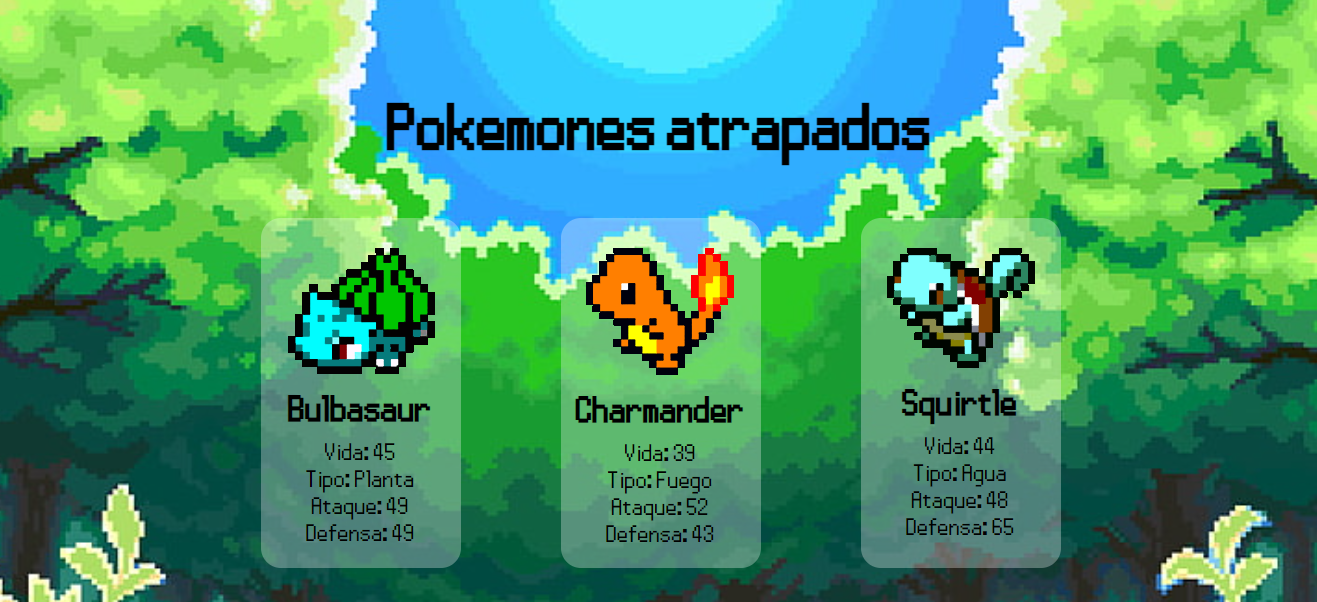 Pokemones atrapados
Bulbasaur
Vida: 45
Tipo: Planta
Ataque: 49
Defensa: 49
Charmander
Vida: 39
Tipo: Fuego
Ataque: 52
Defensa: 43
Squirtle
Vida: 44
Tipo: Agua
Ataque: 48
Defensa: 65